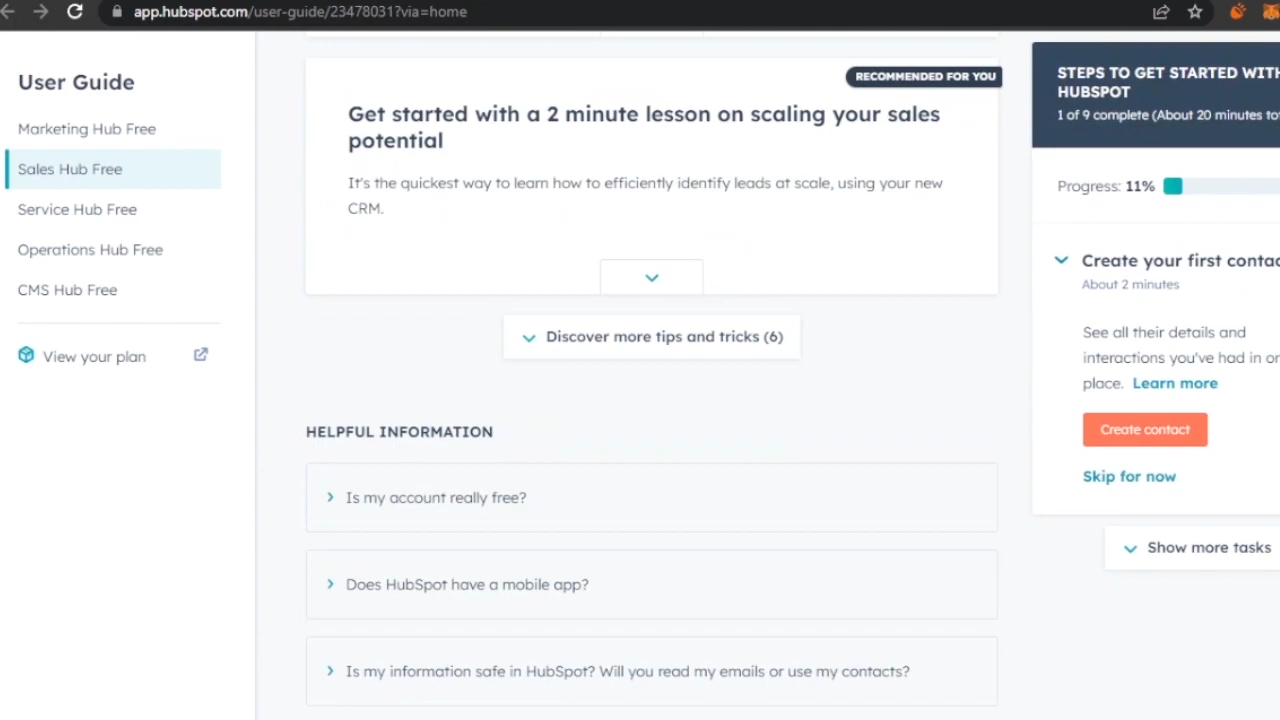 app.hubspot.com/user-guide/23478031?via=home
User Guide
Marketing Hub Free
Sales Hub Free
Service Hub Free
Operations Hub Free
CMS Hub Free
View your plan
RECOMMENDED FOR YOU
Get started with a 2 minute lesson on scaling your sales
potential
It's the quickest way to learn how to efficiently identify leads at scale, using your new
CRM.
Discover more tips and tricks (6)
HELPFUL INFORMATION
Is my account really free?
Does HubSpot have a mobile app?
Is my information safe in HubSpot? Will you read my emails or use my contacts?
STEPS TO GET STARTED WITH
HUBSPOT
1 of 9 complete (About 20 minutes to
Progress: 11%
Create your first contac
About 2 minutes
See all their details and
interactions you've had in o
place. Learn more
Create contact
Skip for now
Show more tasks